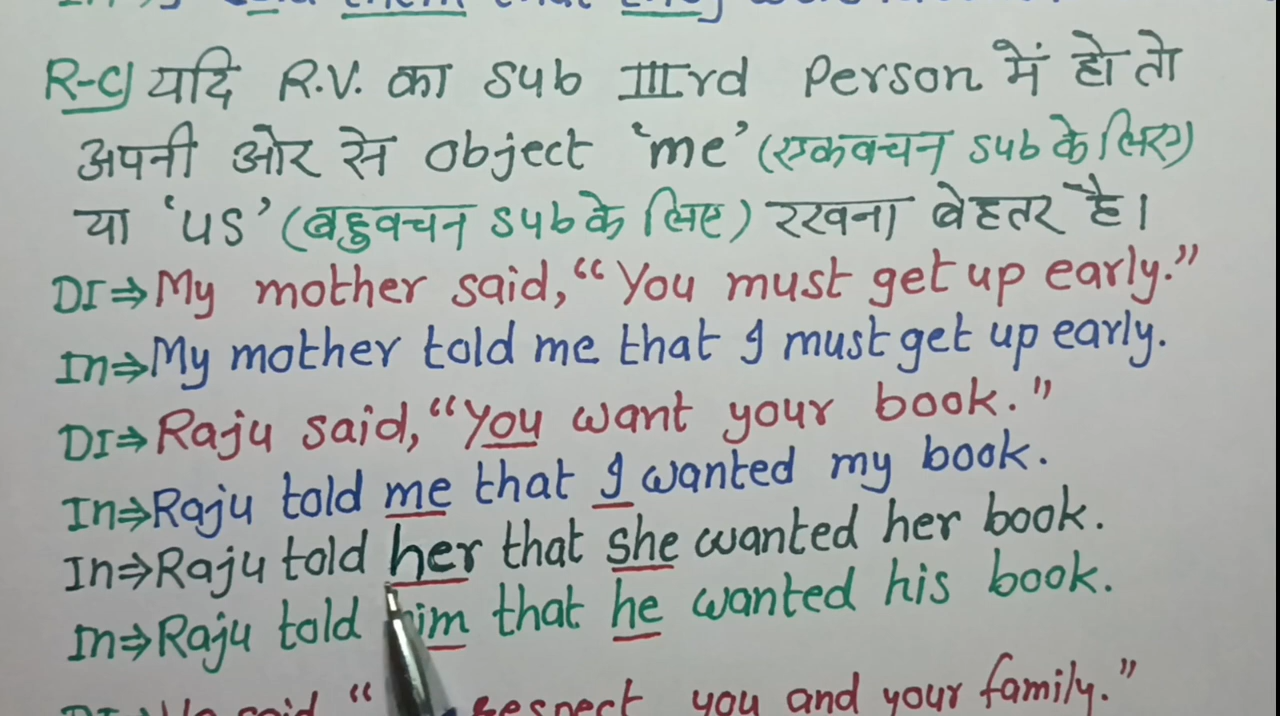 R-C) यदि R.V. का Sub IIIrd Person में हो तो
अपनी ओर से object 'me' (एकवचन sub के लिए)
या 'us' (बहुवचन sub के लिए) रखना बेहतर है।
DI⇒My mother said, "You must get up early."
In⇒My mother told me that I must get up early.
DI⇒Raju said, "You want your book."
In⇒Raju told me that I wanted my book.
In⇒Raju told her that she wanted her book.
In⇒Raju told him that he wanted his book.
said " respect you and your family."